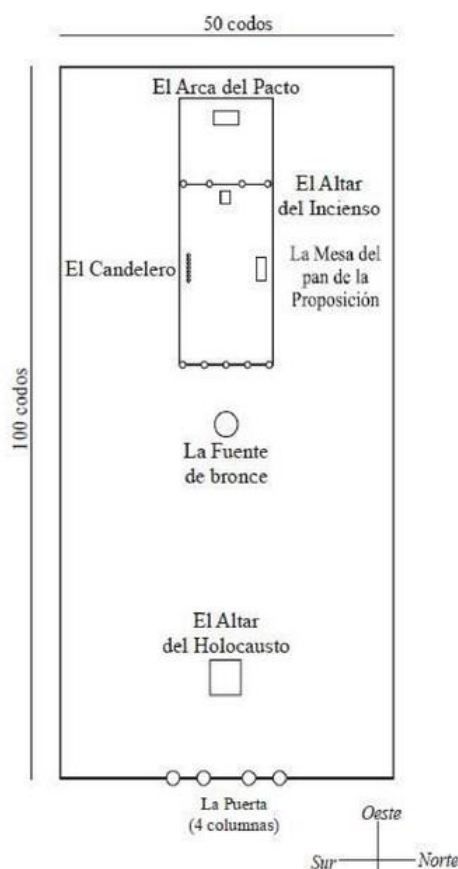 50 codos
100 codos
El Arca del Pacto
El Altar
del Incienso
El Candelero
La Mesa del
pan de la
Proposición
La Fuente
de bronce
El Altar
del Holocausto
La Puerta
(4 columnas)
Oeste
Sur
Norte